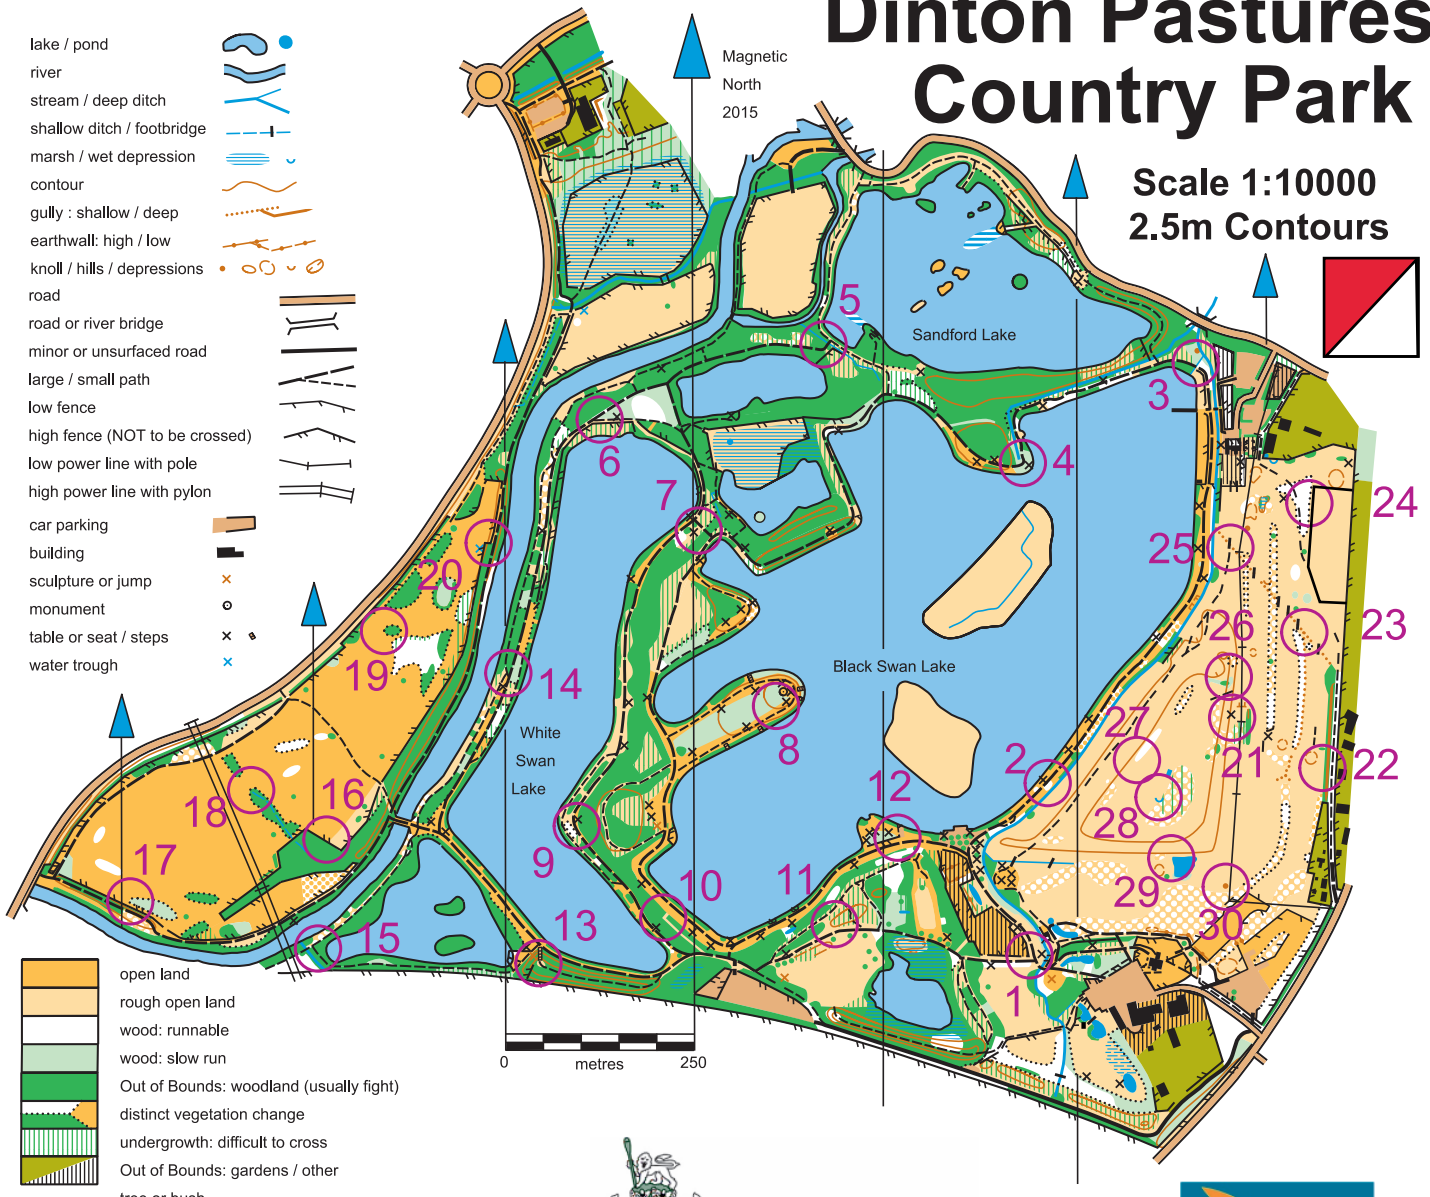 Dinton Pastures
Country Park
Scale 1:10000
2.5m Contours
Magnetic
North
2015
lake / pond
river
stream / deep ditch
shallow ditch / footbridge
marsh / wet depression
contour
gully : shallow / deep
earthwall: high / low
knoll / hills / depressions
road
road or river bridge
minor or unsurfaced road
large / small path
low fence
high fence (NOT to be crossed)
low power line with pole
high power line with pylon
car parking
building
sculpture or jump
monument
table or seat / steps
water trough
5
Sandford Lake
3
4
6
7
24
25
20
23
26
19
14
Black Swan Lake
White
Swan
Lake
8
27
2
21
22
18
16
12
28
9
17
11
10
29
30
15
13
1
open land
rough open land
wood: runnable
wood: slow run
Out of Bounds: woodland (usually fight)
distinct vegetation change
undergrowth: difficult to cross
Out of Bounds: gardens / other
tree or bush
0
metres
250